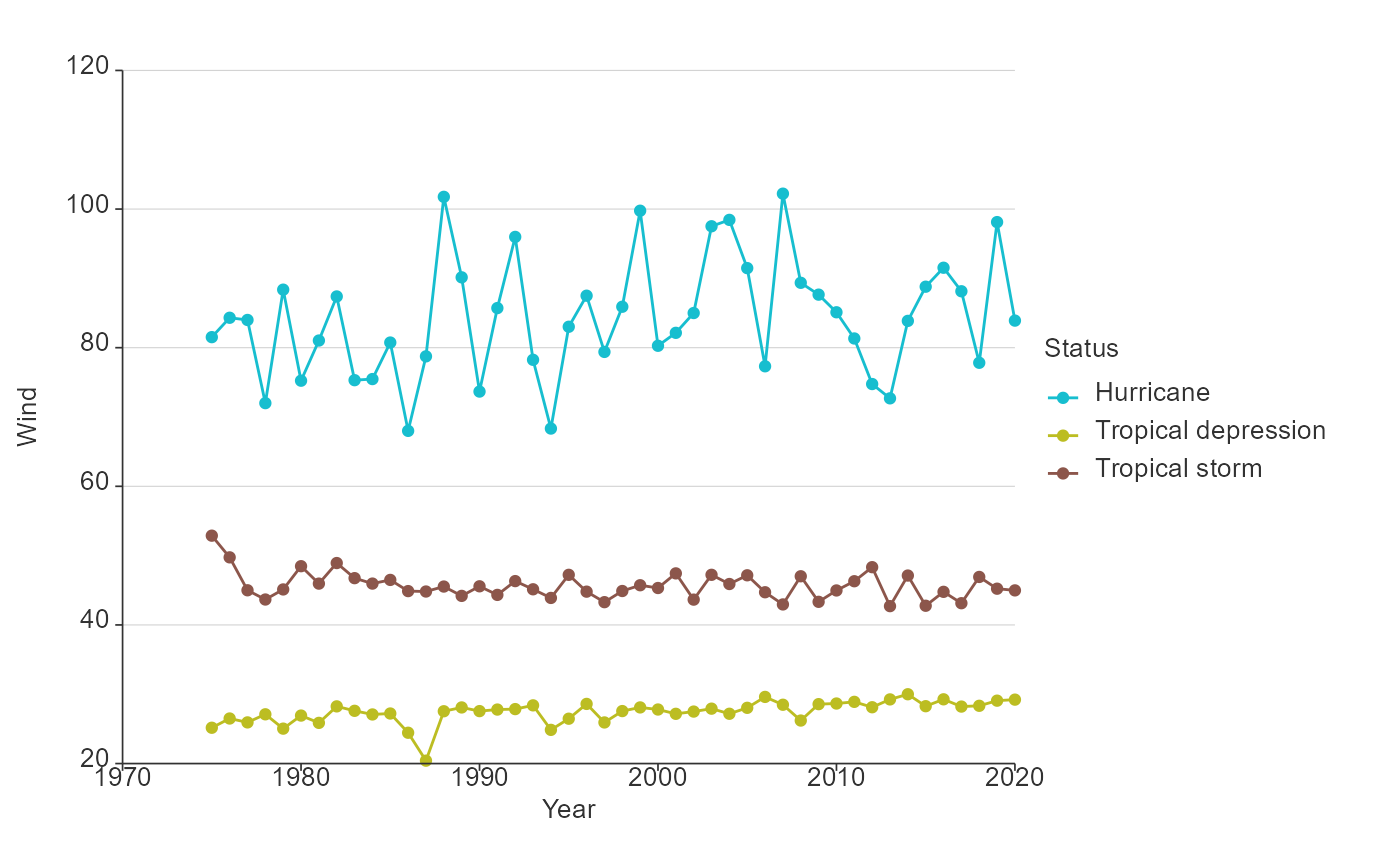 120
100
80
60
40
20
Wind
1970 1980 1990 2000 2010 2020
Year
Status
Hurricane
Tropical depression
Tropical storm